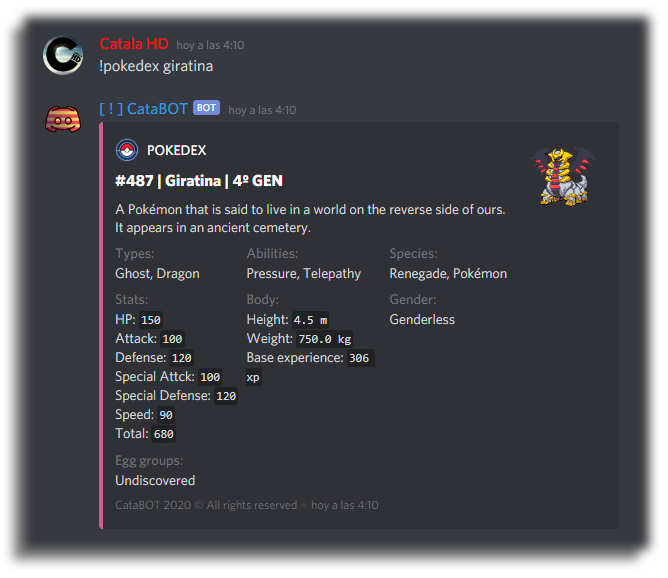 Catala HD hoy a las 4:10
!pokedex giratina
[ ! ] CataBOT BOT hoy a las 4:10
POKEDEX
#487 | Giratina | 4º GEN
A Pokémon that is said to live in a world on the reverse side of ours.
It appears in an ancient cemetery.
Types: Abilities: Species:
Ghost, Dragon Pressure, Telepathy Renegade, Pokémon
Stats: Body: Gender:
HP: 150 Height: 4.5 m Genderless
Attack: 100 Weight: 750.0 kg
Defense: 120 Base experience: 306
Special Attck: 100 xp
Special Defense: 120
Speed: 90
Total: 680
Egg groups:
Undiscovered
CataBOT 2020 © All rights reserved • hoy a las 4:10